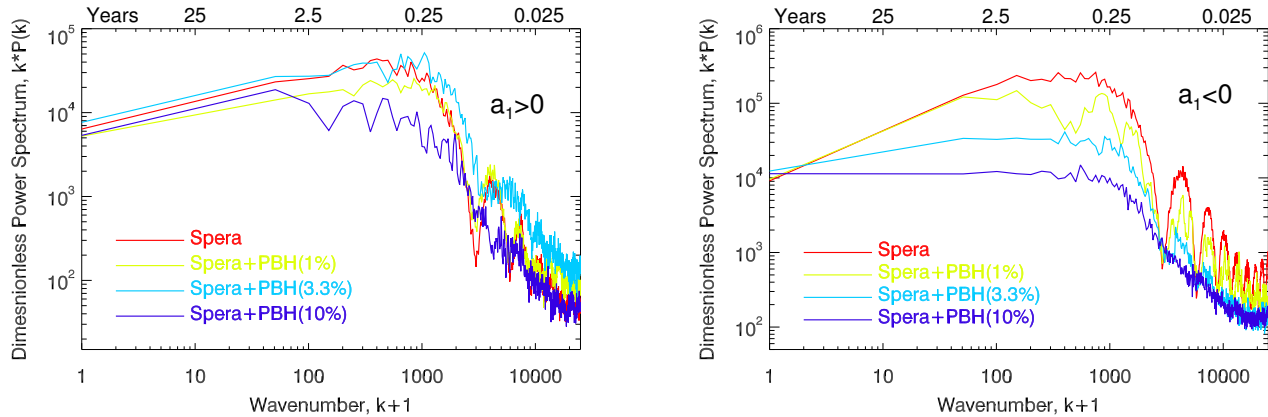 Years 25 2.5 0.25 0.025
10^5
10^4
10^3
10^2
Dimesnionless Power Spectrum, k*P(k)
a_1>0
Spera
Spera+PBH(1%)
Spera+PBH(3.3%)
Spera+PBH(10%)
1 10 100 1000 10000
Wavenumber, k+1
Years 25 2.5 0.25 0.025
10^6
10^5
10^4
10^3
10^2
Dimesnionless Power Spectrum, k*P(k)
a_1<0
Spera
Spera+PBH(1%)
Spera+PBH(3.3%)
Spera+PBH(10%)
1 10 100 1000 10000
Wavenumber, k+1